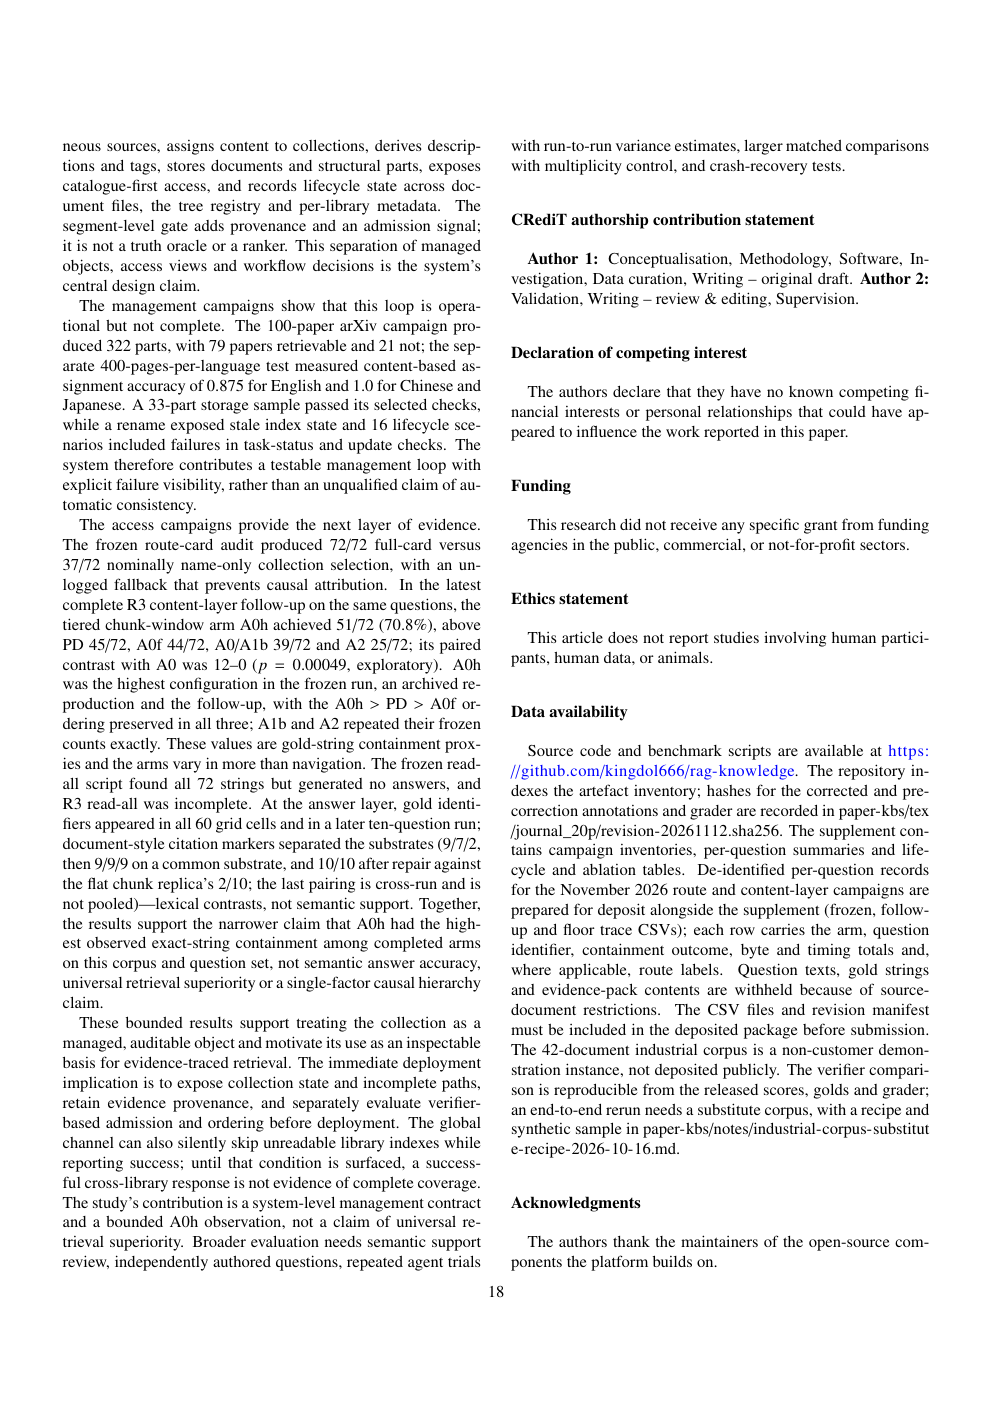 neous sources, assigns content to collections, derives descrip-
tions and tags, stores documents and structural parts, exposes
catalogue-first access, and records lifecycle state across doc-
ument files, the tree registry and per-library metadata. The
segment-level gate adds provenance and an admission signal;
it is not a truth oracle or a ranker. This separation of managed
objects, access views and workflow decisions is the system's
central design claim.
The management campaigns show that this loop is opera-
tional but not complete. The 100-paper arXiv campaign pro-
duced 322 parts, with 79 papers retrievable and 21 not; the sep-
arate 400-pages-per-language test measured content-based as-
signment accuracy of 0.875 for English and 1.0 for Chinese and
Japanese. A 33-part storage sample passed its selected checks,
while a rename exposed stale index state and 16 lifecycle sce-
narios included failures in task-status and update checks. The
system therefore contributes a testable management loop with
explicit failure visibility, rather than an unqualified claim of au-
tomatic consistency.
The access campaigns provide the next layer of evidence.
The frozen route-card audit produced 72/72 full-card versus
37/72 nominally name-only collection selection, with an un-
logged fallback that prevents causal attribution. In the latest
complete R3 content-layer follow-up on the same questions, the
tiered chunk-window arm A0h achieved 51/72 (70.8%), above
PD 45/72, A0f 44/72, A0/A1b 39/72 and A2 25/72; its paired
contrast with A0 was 12–0 (p = 0.00049, exploratory). A0h
was the highest configuration in the frozen run, an archived re-
production and the follow-up, with the A0h > PD > A0f or-
dering preserved in all three; A1b and A2 repeated their frozen
counts exactly. These values are gold-string containment prox-
ies and the arms vary in more than navigation. The frozen read-
all script found all 72 strings but generated no answers, and
R3 read-all was incomplete. At the answer layer, gold identi-
fiers appeared in all 60 grid cells and in a later ten-question run;
document-style citation markers separated the substrates (9/7/2,
then 9/9/9 on a common substrate, and 10/10 after repair against
the flat chunk replica's 2/10; the last pairing is cross-run and is
not pooled)—lexical contrasts, not semantic support. Together,
the results support the narrower claim that A0h had the high-
est observed exact-string containment among completed arms
on this corpus and question set, not semantic answer accuracy,
universal retrieval superiority or a single-factor causal hierarchy
claim.
These bounded results support treating the collection as a
managed, auditable object and motivate its use as an inspectable
basis for evidence-traced retrieval. The immediate deployment
implication is to expose collection state and incomplete paths,
retain evidence provenance, and separately evaluate verifier-
based admission and ordering before deployment. The global
channel can also silently skip unreadable library indexes while
reporting success; until that condition is surfaced, a success-
ful cross-library response is not evidence of complete coverage.
The study's contribution is a system-level management contract
and a bounded A0h observation, not a claim of universal re-
trieval superiority. Broader evaluation needs semantic support
review, independently authored questions, repeated agent trials
with run-to-run variance estimates, larger matched comparisons
with multiplicity control, and crash-recovery tests.
CRediT authorship contribution statement
Author 1: Conceptualisation, Methodology, Software, In-
vestigation, Data curation, Writing – original draft. Author 2:
Validation, Writing – review & editing, Supervision.
Declaration of competing interest
The authors declare that they have no known competing fi-
nancial interests or personal relationships that could have ap-
peared to influence the work reported in this paper.
Funding
This research did not receive any specific grant from funding
agencies in the public, commercial, or not-for-profit sectors.
Ethics statement
This article does not report studies involving human partici-
pants, human data, or animals.
Data availability
Source code and benchmark scripts are available at https:
//github.com/kingdol666/rag-knowledge. The repository in-
dexes the artefact inventory; hashes for the corrected and pre-
correction annotations and grader are recorded in paper-kbs/tex
/journal_20p/revision-20261112.sha256. The supplement con-
tains campaign inventories, per-question summaries and life-
cycle and ablation tables. De-identified per-question records
for the November 2026 route and content-layer campaigns are
prepared for deposit alongside the supplement (frozen, follow-
up and floor trace CSVs); each row carries the arm, question
identifier, containment outcome, byte and timing totals and,
where applicable, route labels. Question texts, gold strings
and evidence-pack contents are withheld because of source-
document restrictions. The CSV files and revision manifest
must be included in the deposited package before submission.
The 42-document industrial corpus is a non-customer demon-
stration instance, not deposited publicly. The verifier compari-
son is reproducible from the released scores, golds and grader;
an end-to-end rerun needs a substitute corpus, with a recipe and
synthetic sample in paper-kbs/notes/industrial-corpus-substitut
e-recipe-2026-10-16.md.
Acknowledgments
The authors thank the maintainers of the open-source com-
ponents the platform builds on.
18